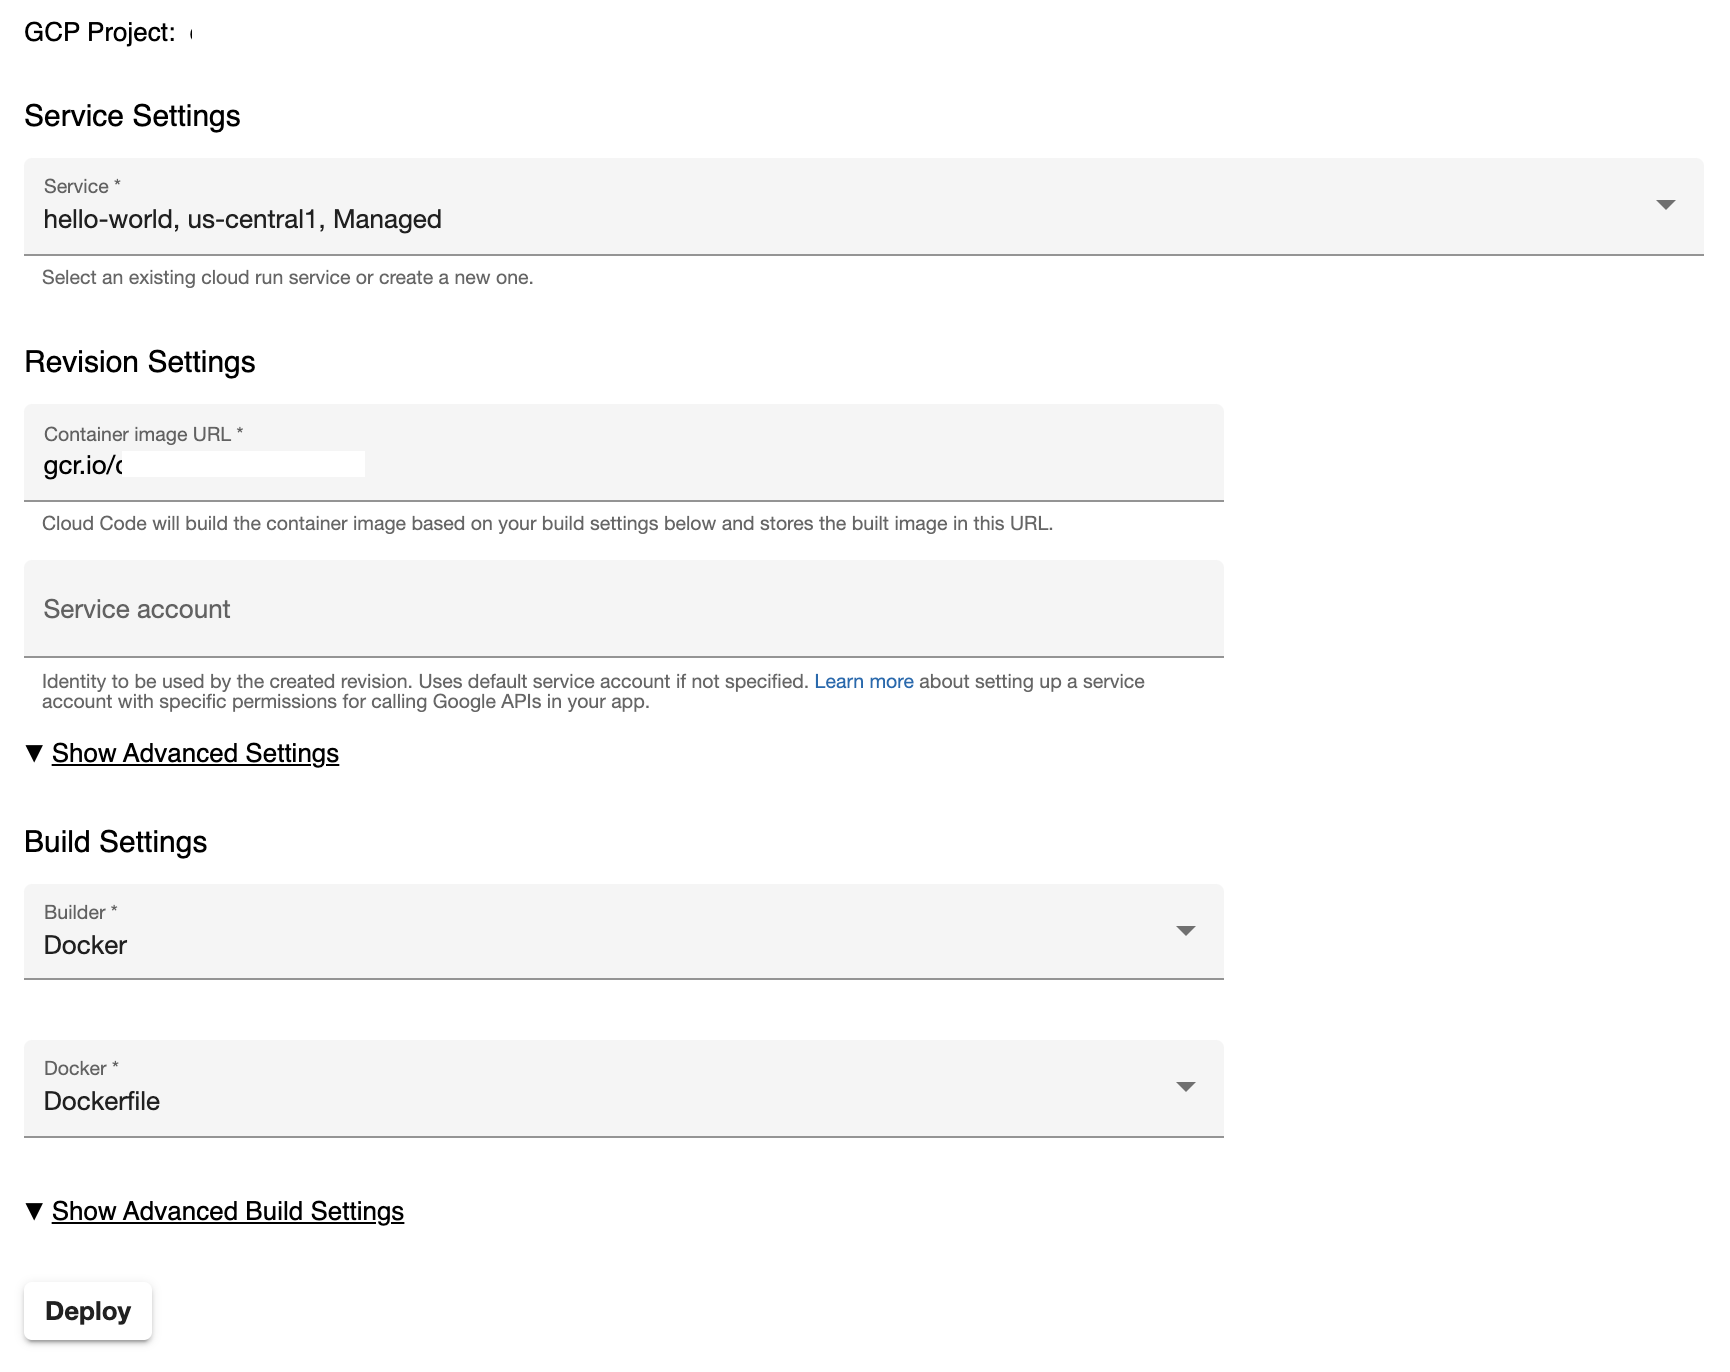 GCP Project:
Service Settings
Service *
hello-world, us-central1, Managed
Select an existing cloud run service or create a new one.
Revision Settings
Container image URL *
gcr.io/
Cloud Code will build the container image based on your build settings below and stores the built image in this URL.
Service account
Identity to be used by the created revision. Uses default service account if not specified. Learn more about setting up a service
account with specific permissions for calling Google APIs in your app.
▼ Show Advanced Settings
Build Settings
Builder *
Docker
Docker *
Dockerfile
▼ Show Advanced Build Settings
Deploy